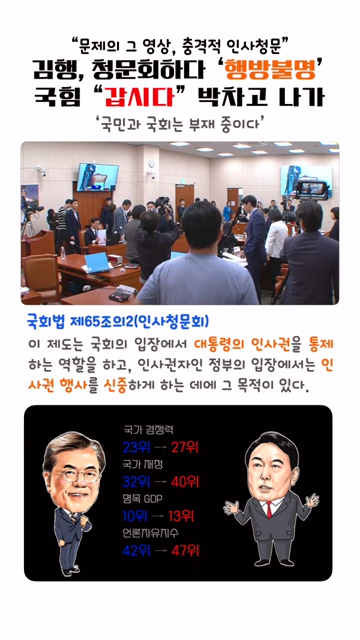 “문제의 그 영상, 충격적 인사청문”
김행, 청문회하다 ‘행방불명’
국힘 “갑시다” 박차고 나가
‘국민과 국회는 부재 중이다’
국회법 제65조의2(인사청문회)
이 제도는 국회의 입장에서 대통령의 인사권을 통제
하는 역할을 하고, 인사권자인 정부의 입장에서는 인
사권 행사를 신중하게 하는 데에 그 목적이 있다.
국가 경쟁력
23위 → 27위
국가 재정
32위 → 40위
명목 GDP
10위 → 13위
언론자유지수
42위 → 47위